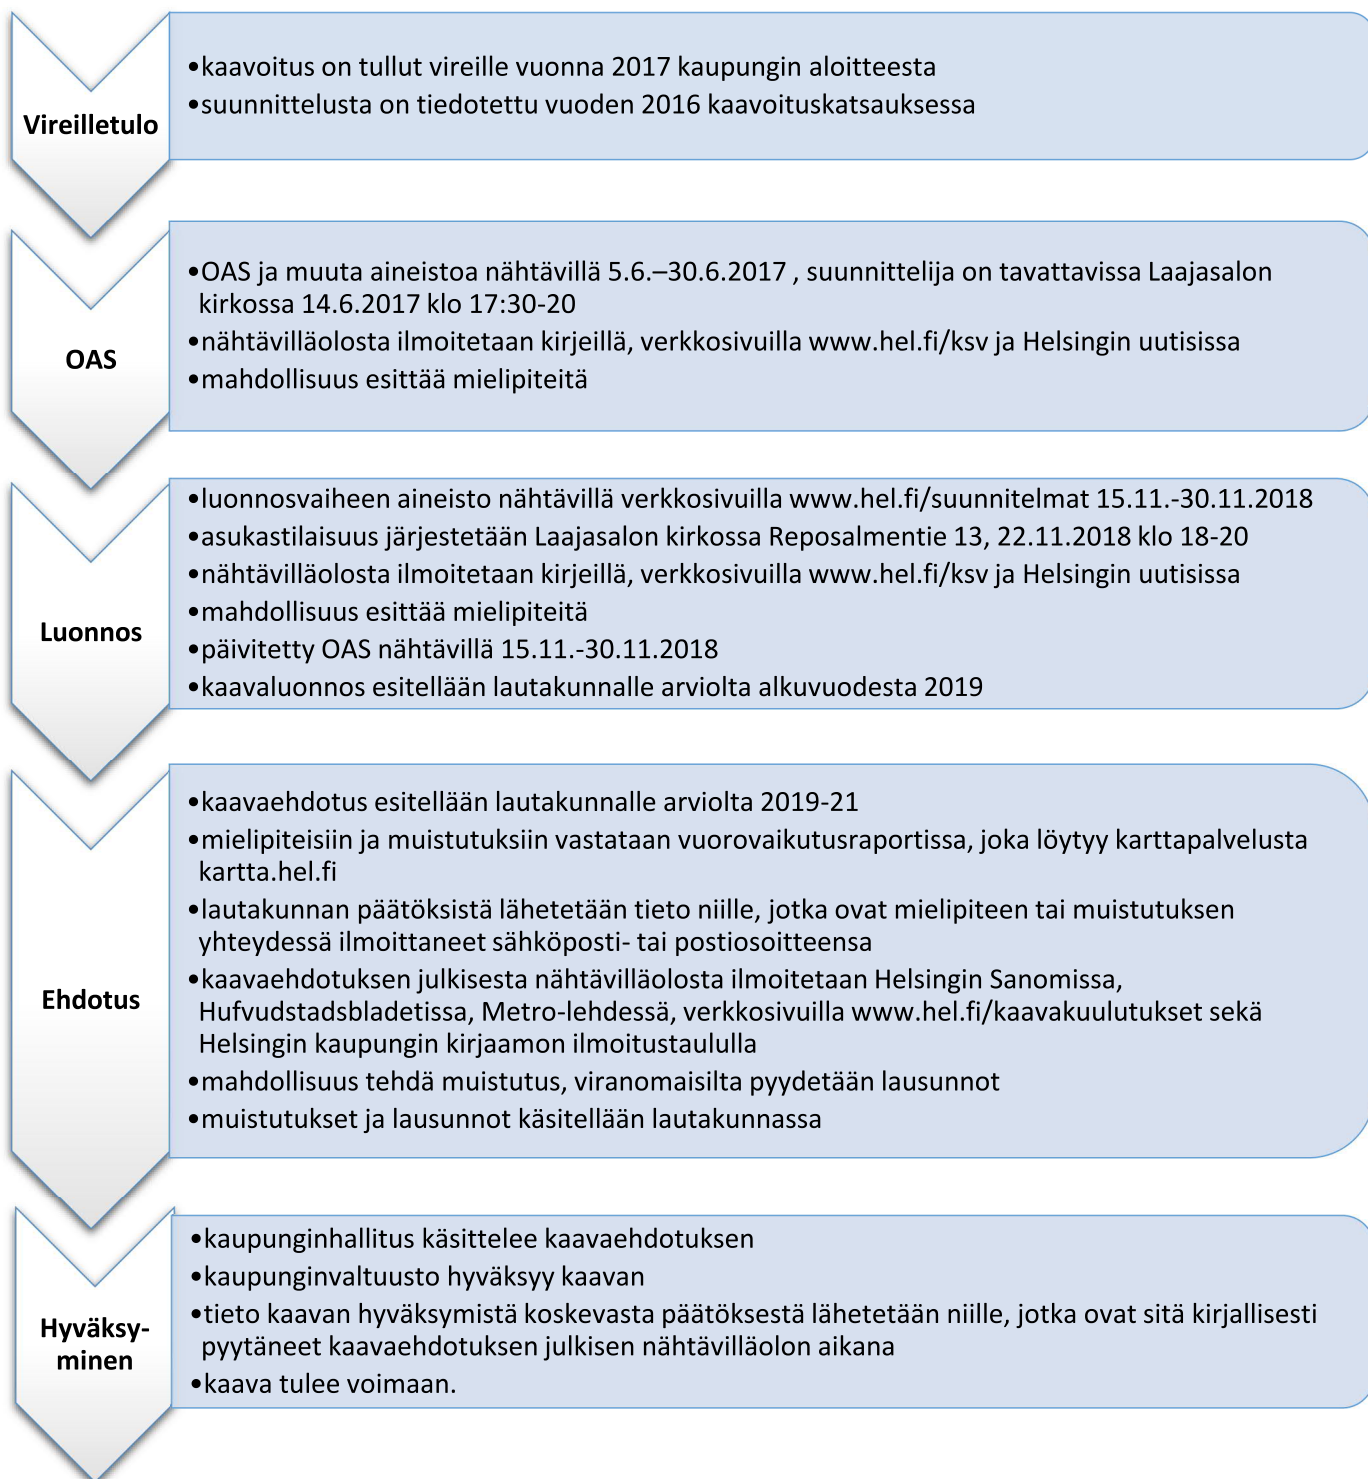 Vireilletulo
•kaavoitus on tullut vireille vuonna 2017 kaupungin aloitteesta
•suunnittelusta on tiedotettu vuoden 2016 kaavoituskatsauksessa
OAS
•OAS ja muuta aineistoa nähtävillä 5.6.–30.6.2017 , suunnittelija on tavattavissa Laajasalon
kirkossa 14.6.2017 klo 17:30-20
•nähtävilläolosta ilmoitetaan kirjeillä, verkkosivuilla www.hel.fi/ksv ja Helsingin uutisissa
•mahdollisuus esittää mielipiteitä
Luonnos
•luonnosvaiheen aineisto nähtävillä verkkosivuilla www.hel.fi/suunnitelmat 15.11.-30.11.2018
•asukastilaisuus järjestetään Laajasalon kirkossa Reposalmentie 13, 22.11.2018 klo 18-20
•nähtävilläolosta ilmoitetaan kirjeillä, verkkosivuilla www.hel.fi/ksv ja Helsingin uutisissa
•mahdollisuus esittää mielipiteitä
•päivitetty OAS nähtävillä 15.11.-30.11.2018
•kaavaluonnos esitellään lautakunnalle arviolta alkuvuodesta 2019
Ehdotus
•kaavaehdotus esitellään lautakunnalle arviolta 2019-21
•mielipiteisiin ja muistutuksiin vastataan vuorovaikutusraportissa, joka löytyy karttapalvelusta
kartta.hel.fi
•lautakunnan päätöksistä lähetetään tieto niille, jotka ovat mielipiteen tai muistutuksen
yhteydessä ilmoittaneet sähköposti- tai postiosoitteensa
•kaavaehdotuksen julkisesta nähtävilläolosta ilmoitetaan Helsingin Sanomissa,
Hufvudstadsbladetissa, Metro-lehdessä, verkkosivuilla www.hel.fi/kaavakuulutukset sekä
Helsingin kaupungin kirjaamon ilmoitustaululla
•mahdollisuus tehdä muistutus, viranomaisilta pyydetään lausunnot
•muistutukset ja lausunnot käsitellään lautakunnassa
Hyväksy-
minen
•kaupunginhallitus käsittelee kaavaehdotuksen
•kaupunginvaltuusto hyväksyy kaavan
•tieto kaavan hyväksymistä koskevasta päätöksestä lähetetään niille, jotka ovat sitä kirjallisesti
pyytäneet kaavaehdotuksen julkisen nähtävilläolon aikana
•kaava tulee voimaan.